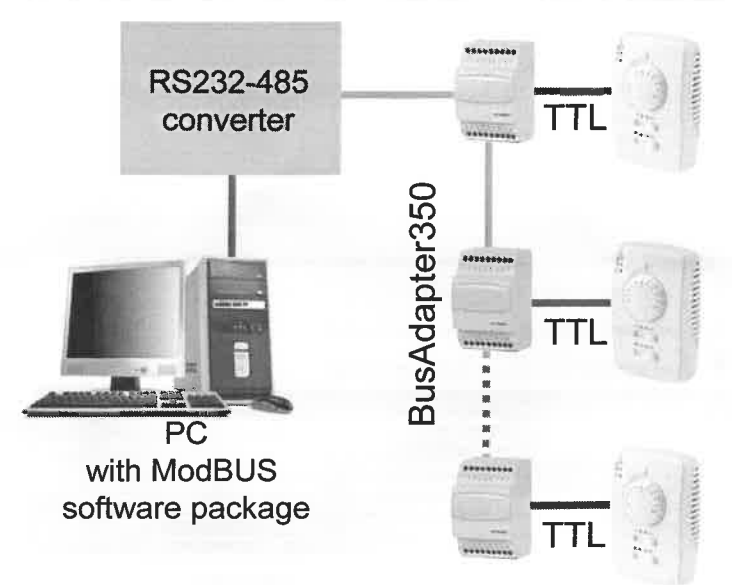 RS232-485
converter
TTL
BusAdapter350
TTL
PC
with ModBUS
software package
TTL